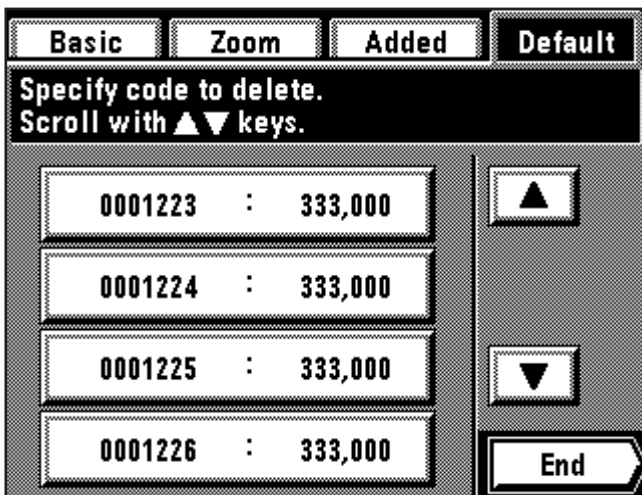 Basic Zoom Added Default
Specify code to delete.
Scroll with ▲▼ keys.
0001223 : 333,000
0001224 : 333,000
0001225 : 333,000
0001226 : 333,000
End